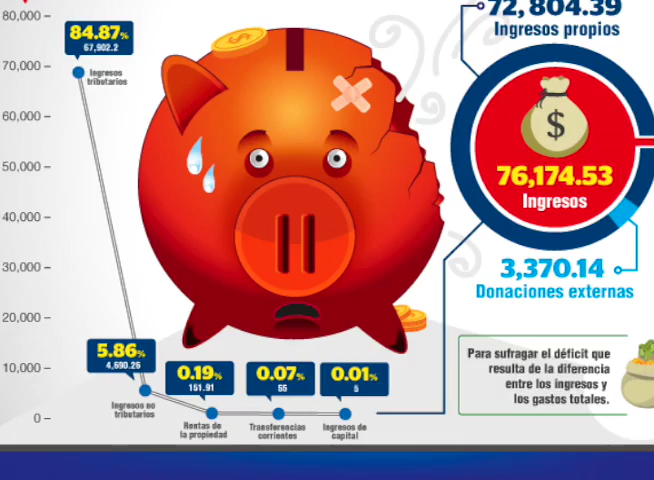 80,000
70,000
60,000
50,000
40,000
30,000
20,000
10,000
0
84.87%
67,902.2
Ingresos
tributarios
5.86%
4,690.26
Ingresos no
tributarios
0.19%
151.91
Rentas de
la propiedad
0.07%
55
Transferencias
corrientes
0.01%
5
Ingresos de
capital
72,804.39
Ingresos propios
$
76,174.53
Ingresos
3,370.14
Donaciones externas
Para sufragar el déficit que
resulta de la diferencia
entre los ingresos y
los gastos totales.